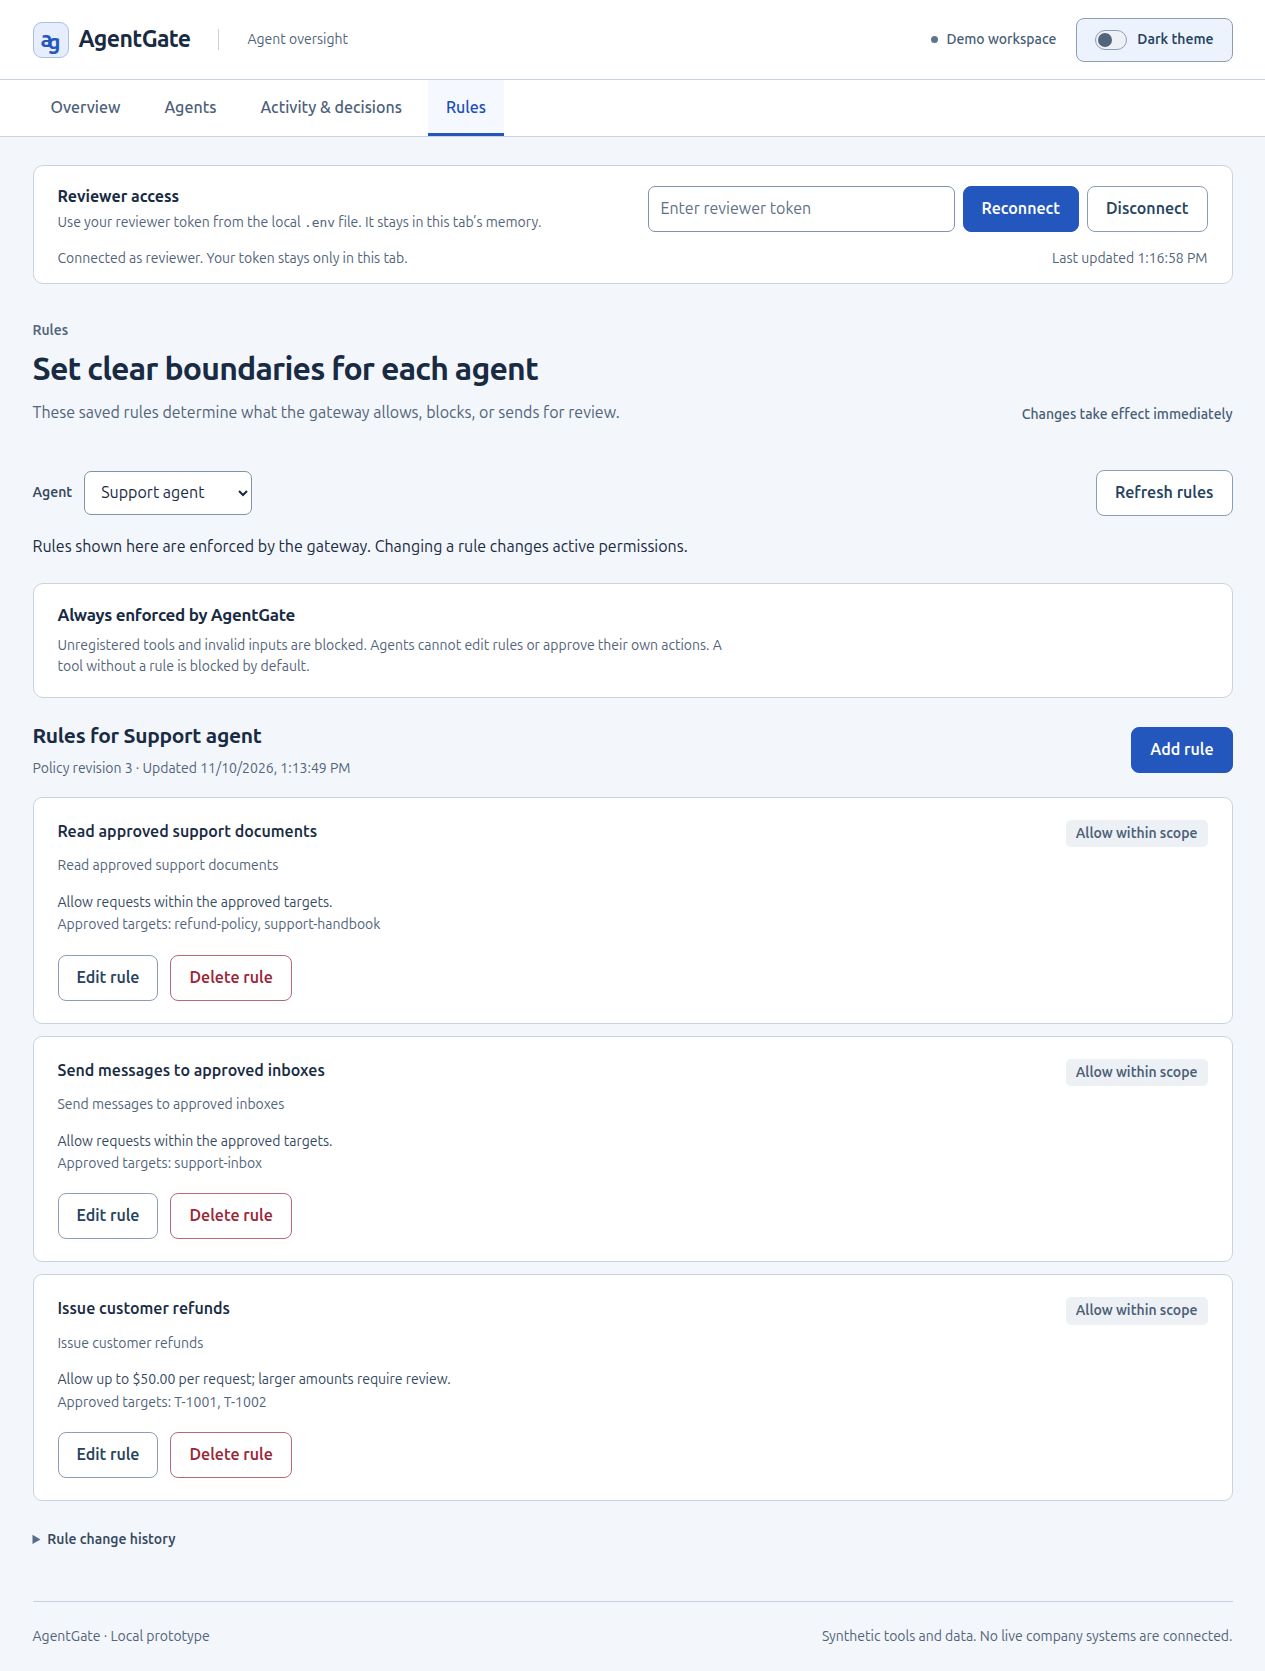 ag AgentGate
Agent oversight
Demo workspace
Dark theme
Overview
Agents
Activity & decisions
Rules
Reviewer access
Use your reviewer token from the local .env file. It stays in this tab’s memory.
Enter reviewer token
Reconnect
Disconnect
Connected as reviewer. Your token stays only in this tab.
Last updated 1:16:58 PM
Rules
Set clear boundaries for each agent
These saved rules determine what the gateway allows, blocks, or sends for review.
Changes take effect immediately
Agent
Support agent
Refresh rules
Rules shown here are enforced by the gateway. Changing a rule changes active permissions.
Always enforced by AgentGate
Unregistered tools and invalid inputs are blocked. Agents cannot edit rules or approve their own actions. A
tool without a rule is blocked by default.
Rules for Support agent
Policy revision 3 · Updated 11/10/2026, 1:13:49 PM
Add rule
Read approved support documents
Allow within scope
Read approved support documents
Allow requests within the approved targets.
Approved targets: refund-policy, support-handbook
Edit rule
Delete rule
Send messages to approved inboxes
Allow within scope
Send messages to approved inboxes
Allow requests within the approved targets.
Approved targets: support-inbox
Edit rule
Delete rule
Issue customer refunds
Allow within scope
Issue customer refunds
Allow up to $50.00 per request; larger amounts require review.
Approved targets: T-1001, T-1002
Edit rule
Delete rule
Rule change history
AgentGate · Local prototype
Synthetic tools and data. No live company systems are connected.